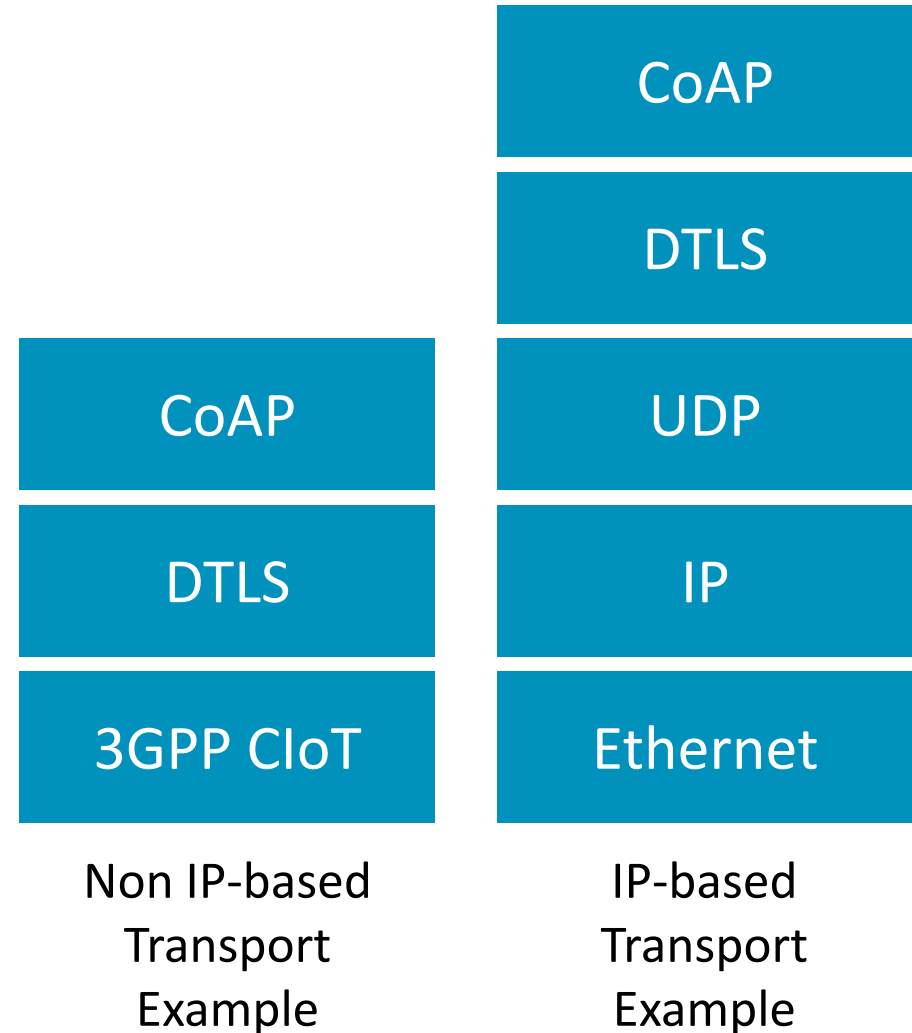 CoAP
DTLS
3GPP CIoT
Non IP-based
Transport
Example
CoAP
DTLS
UDP
IP
Ethernet
IP-based
Transport
Example